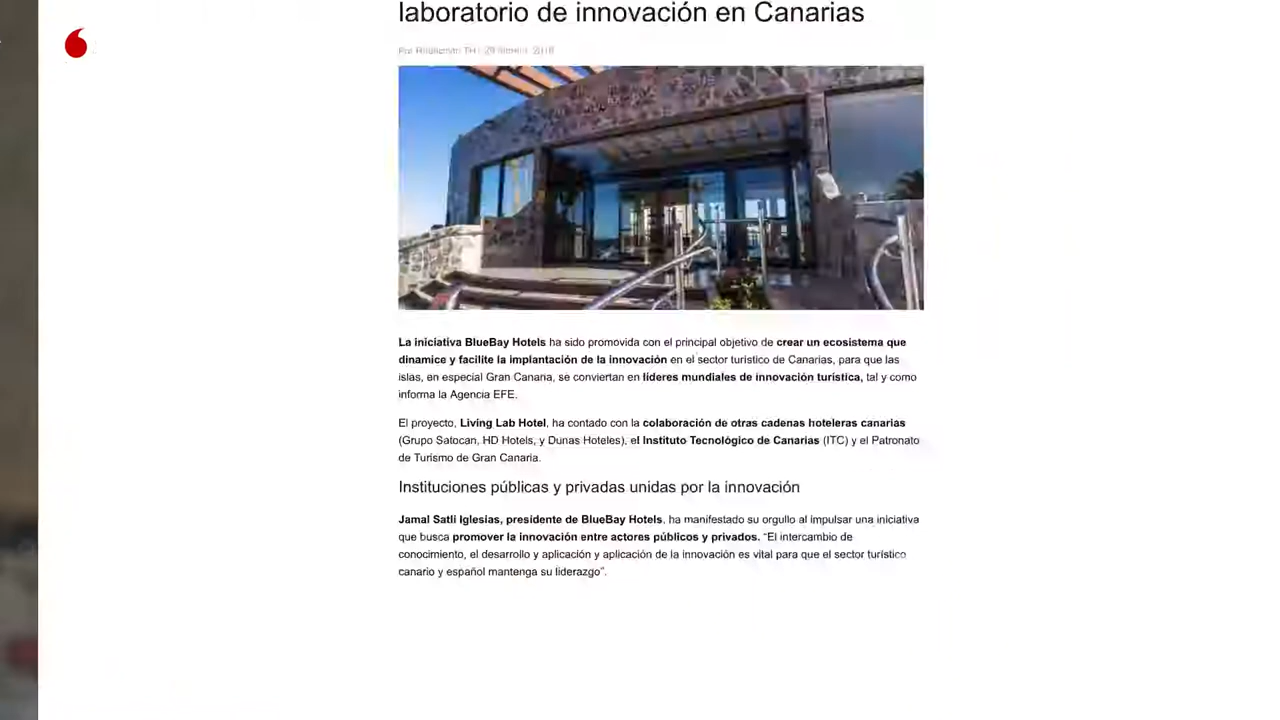 laboratorio de innovación en Canarias
La iniciativa BlueBay Hotels ha sido promovida con el principal objetivo de crear un ecosistema que
dinamice y facilite la implantación de la innovación en el sector turístico de Canarias, para que las
islas, en especial Gran Canaria, se conviertan en líderes mundiales de innovación turística, tal y como
informa la Agencia EFE.
El proyecto, Living Lab Hotel, ha contado con la colaboración de otras cadenas hoteleras canarias
(Grupo Satocan, HD Hotels, y Dunas Hoteles), el Instituto Tecnológico de Canarias (ITC) y el Patronato
de Turismo de Gran Canaria.
Instituciones públicas y privadas unidas por la innovación
Jamal Satli Iglesias, presidente de BlueBay Hotels, ha manifestado su orgullo al impulsar una iniciativa
que busca promover la innovación entre actores públicos y privados. “El intercambio de
conocimiento, el desarrollo y aplicación y aplicación de la innovación es vital para que el sector turístico
canario y español mantenga su liderazgo”.